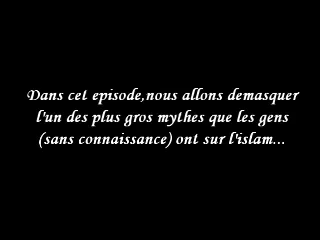 Dans cet episode,nous allons demasquer
l'un des plus gros mythes que les gens
(sans connaissance) ont sur l'islam...